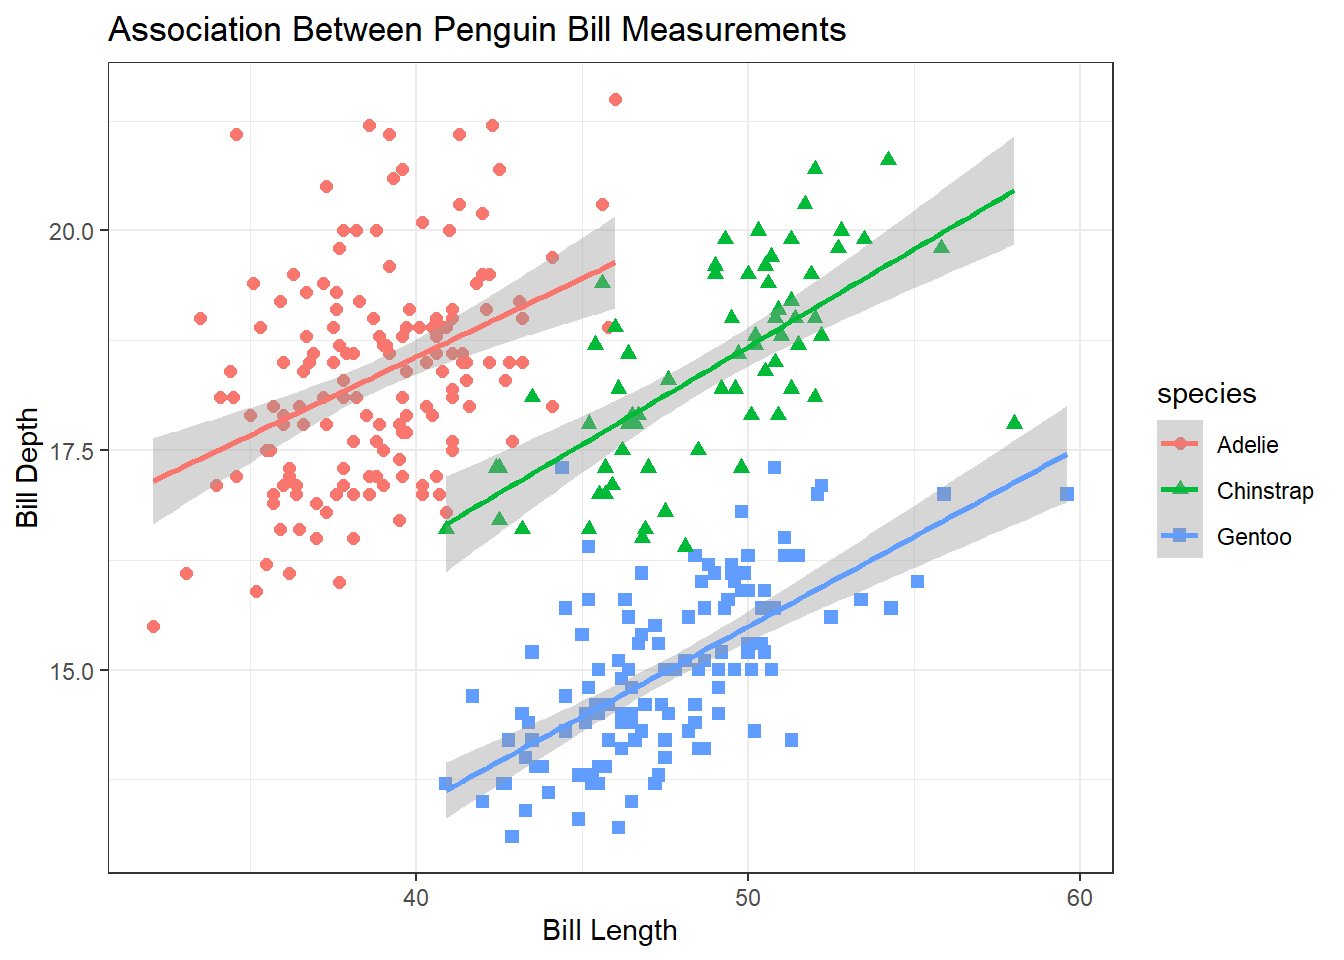 Association Between Penguin Bill Measurements
20.0
17.5
15.0
Bill Depth
40
50
60
Bill Length
species
Adelie
Chinstrap
Gentoo